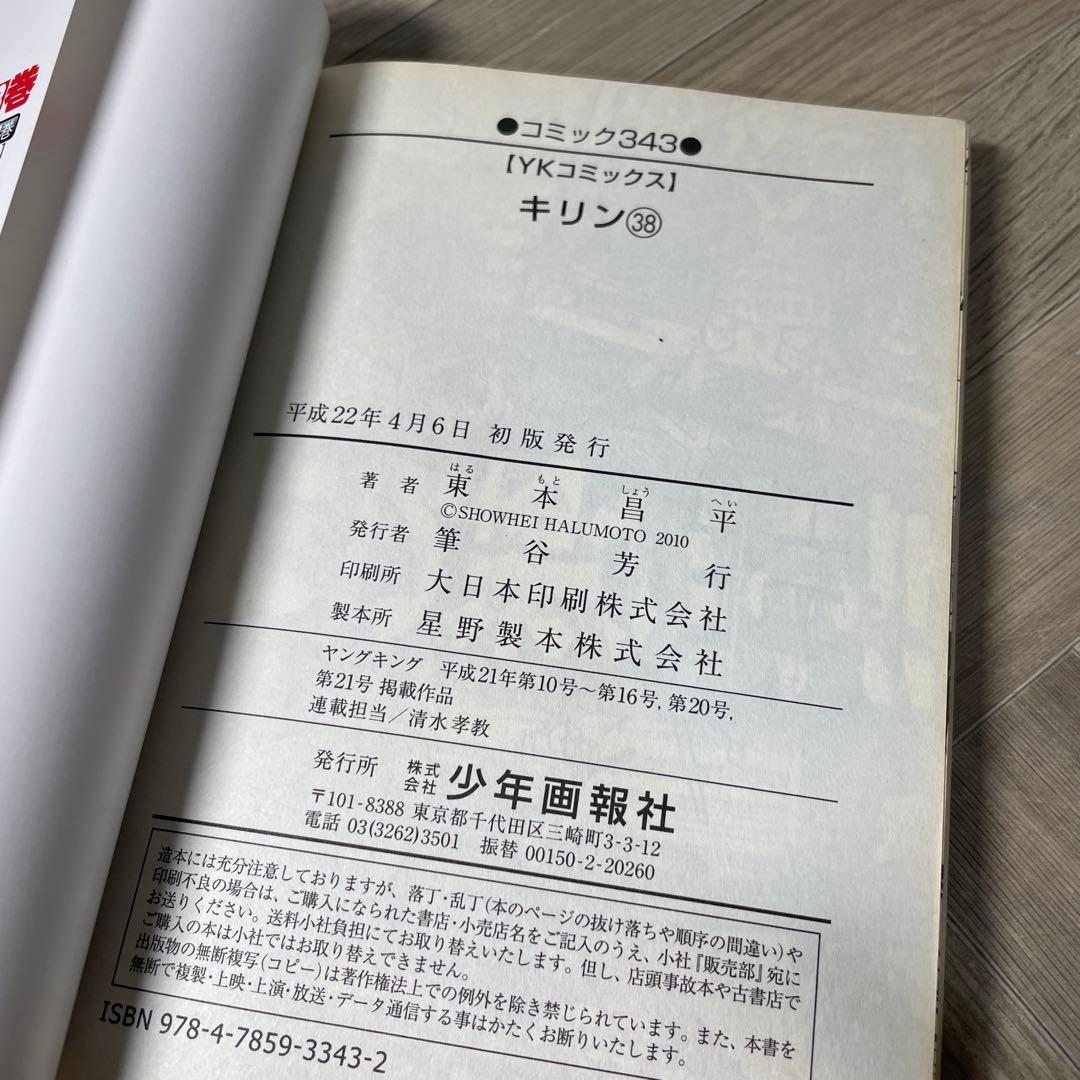 巻
巻
●コミック343●
【YKコミックス】
キリン㊳
平成22年4月6日 初版発行
著者 東本昌平
はる もと しょう へい
©SHOWHEI HALUMOTO 2010
発行者 筆谷芳行
印刷所 大日本印刷株式会社
製本所 星野製本株式会社
ヤングキング 平成21年第10号〜第16号, 第20号,
第21号 掲載作品
連載担当/清水孝教
発行所 株式会社 少年画報社
〒101-8388 東京都千代田区三崎町3-3-12
電話 03(3262)3501 振替 00150-2-20260
造本には充分注意しておりますが、落丁・乱丁(本のページの抜け落ちや順序の間違い)や
印刷不良の場合は、ご購入になられた書店・小売店名をご記入のうえ、小社『販売部』宛に
お送りください。送料小社負担にてお取り替えいたします。但し、店頭事故本や古書店で
ご購入の本は小社ではお取り替えできません。
出版物の無断複写(コピー)は著作権法上での例外を除き禁じられています。また、本書を
無断で複製・上映・上演・放送・データ通信する事はかたくお断りいたします。
ISBN 978-4-7859-3343-2